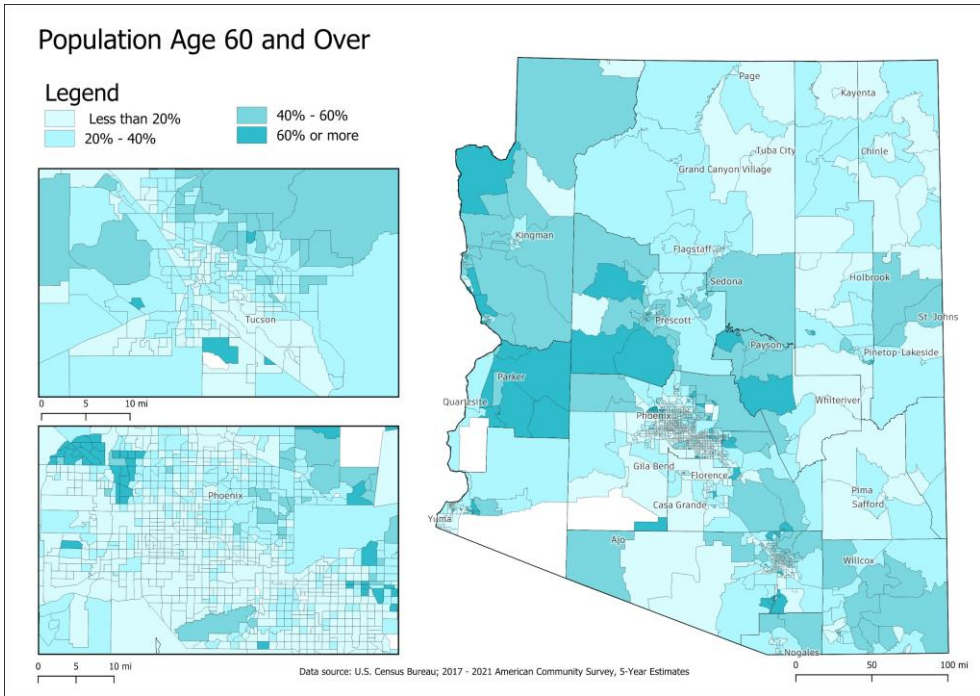 Population Age 60 and Over
Legend
Less than 20%
20% - 40%
40% - 60%
60% or more
Tucson
0 5 10 mi
Phoenix
0 5 10 mi
Page
Kayenta
Tuba City
Chinle
Grand Canyon Village
Kingman
Flagstaff
Holbrook
Sedona
St. Johns
Prescott
Payson
Pinetop-Lakeside
Parker
Quartzsite
Whiteriver
Phoenix
Gila Bend
Florence
Pima
Safford
Casa Grande
Yuma
Ajo
Willcox
Nogales
Data source: U.S. Census Bureau; 2017 - 2021 American Community Survey, 5-Year Estimates
0 50 100 mi